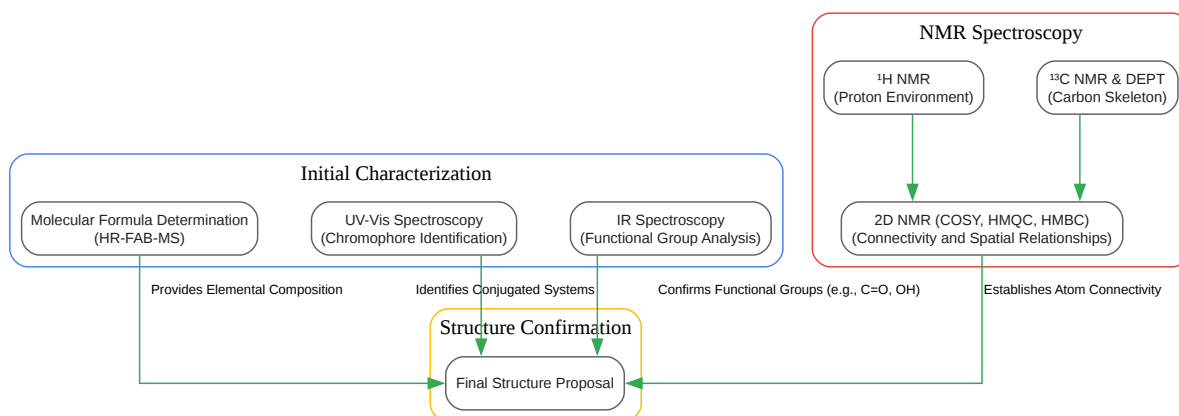 NMR Spectroscopy
¹H NMR
(Proton Environment)
¹³C NMR & DEPT
(Carbon Skeleton)
Initial Characterization
Molecular Formula Determination
(HR-FAB-MS)
UV-Vis Spectroscopy
(Chromophore Identification)
IR Spectroscopy
(Functional Group Analysis)
2D NMR (COSY, HMQC, HMBC)
(Connectivity and Spatial Relationships)
Provides Elemental Composition
Identifies Conjugated Systems
Confirms Functional Groups (e.g., C=O, OH)
Establishes Atom Connectivity
Structure Confirmation
Final Structure Proposal